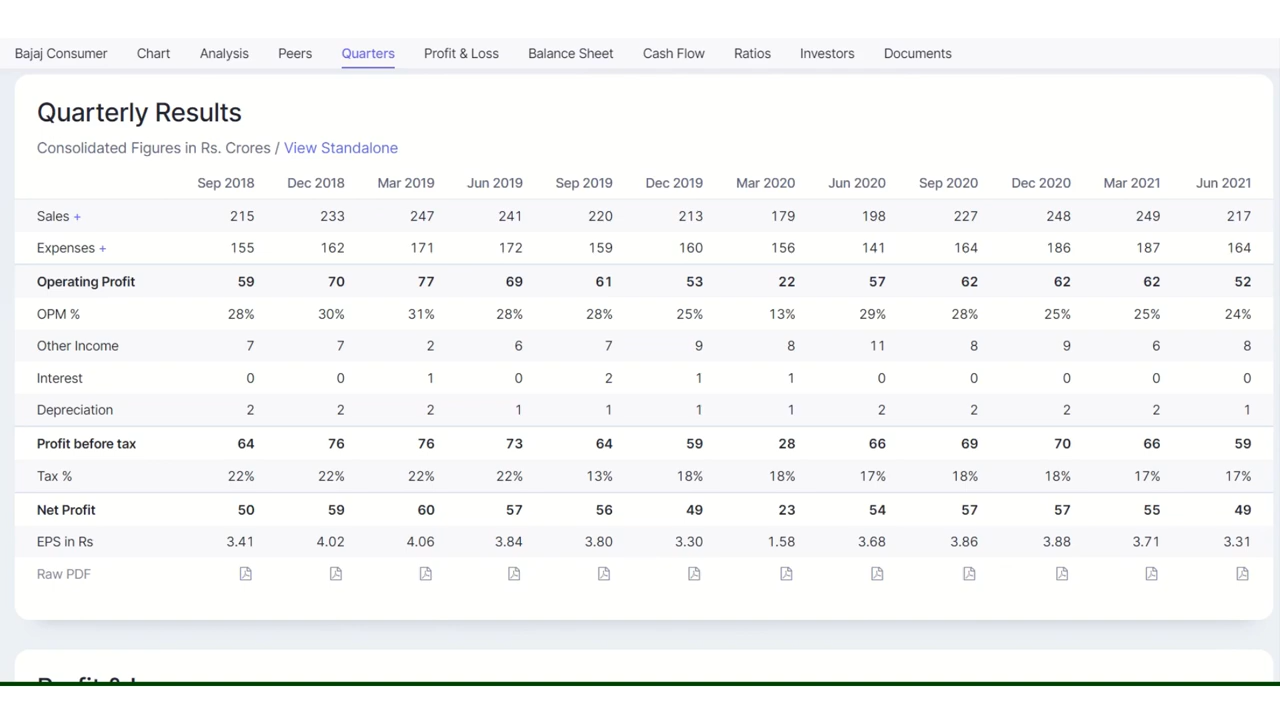 Bajaj Consumer Chart Analysis Peers Quarters Profit & Loss Balance Sheet Cash Flow Ratios Investors Documents
Quarterly Results
Consolidated Figures in Rs. Crores / View Standalone
Sep 2018 Dec 2018 Mar 2019 Jun 2019 Sep 2019 Dec 2019 Mar 2020 Jun 2020 Sep 2020 Dec 2020 Mar 2021 Jun 2021
Sales + 215 233 247 241 220 213 179 198 227 248 249 217
Expenses + 155 162 171 172 159 160 156 141 164 186 187 164
Operating Profit 59 70 77 69 61 53 22 57 62 62 62 52
OPM % 28% 30% 31% 28% 28% 25% 13% 29% 28% 25% 25% 24%
Other Income 7 7 2 6 7 9 8 11 8 9 6 8
Interest 0 0 1 0 2 1 1 0 0 0 0 0
Depreciation 2 2 2 1 1 1 1 2 2 2 2 1
Profit before tax 64 76 76 73 64 59 28 66 69 70 66 59
Tax % 22% 22% 22% 22% 13% 18% 18% 17% 18% 18% 17% 17%
Net Profit 50 59 60 57 56 49 23 54 57 57 55 49
EPS in Rs 3.41 4.02 4.06 3.84 3.80 3.30 1.58 3.68 3.86 3.88 3.71 3.31
Raw PDF